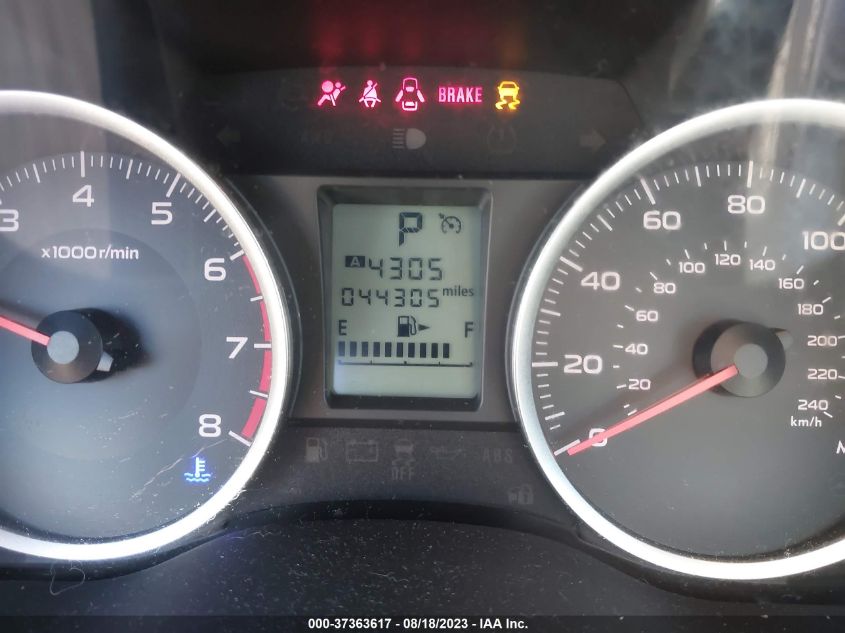 BRAKE
3 4 5 6 7 8
x1000r/min
P
A 4305
044305 miles
E F
0 20 40 60 80 100
20 40 60 80 100 120 140 160 180 200 220 240
km/h
M
OFF
ABS
000-37363617 - 08/18/2023 - IAA Inc.